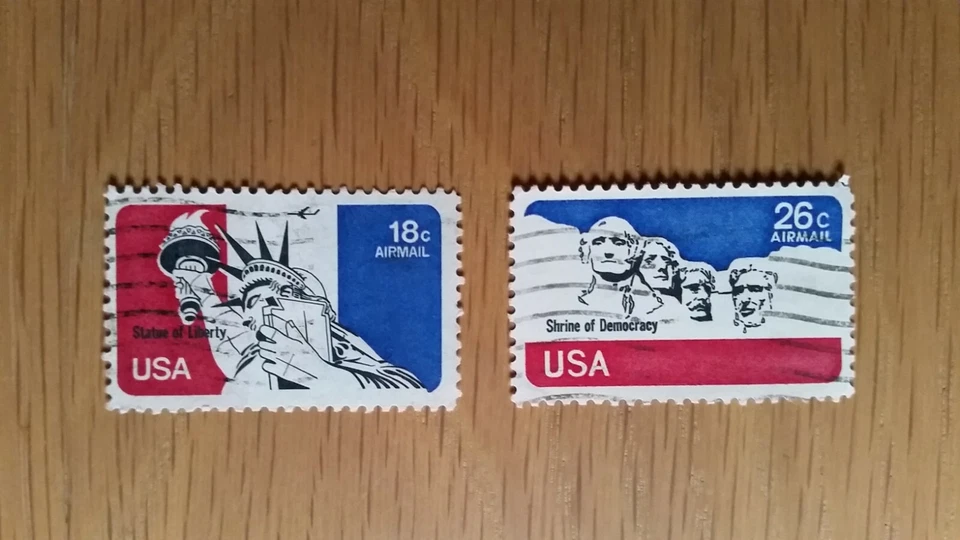 18c
AIRMAIL
Statue of Liberty
USA
26c
AIRMAIL
Shrine of Democracy
USA